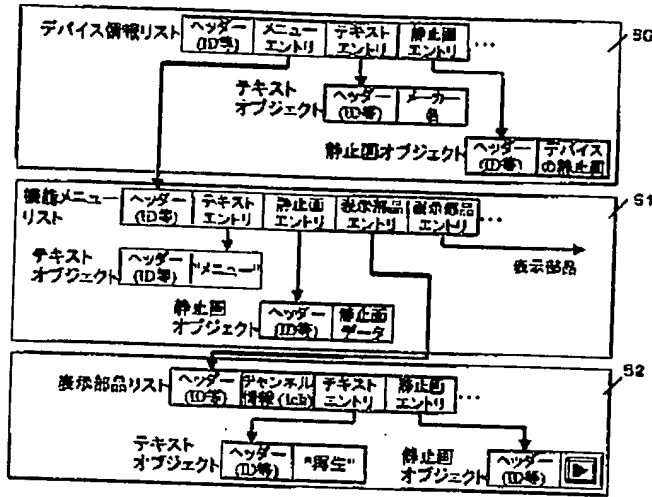 デバイス情報リスト
ヘッダー
(ID等)
メニュー
エントリ
テキスト
エントリ
静止画
エントリ
…
S0
テキスト
オブジェクト
ヘッダー
(ID等)
メーカー
名
静止画オブジェクト
ヘッダー
(ID等)
デバイス
の静止画
機能メニュー
リスト
ヘッダー
(ID等)
テキスト
エントリ
静止画
エントリ
表示部品
エントリ
表示部品
エントリ
…
S1
表示部品
テキスト
オブジェクト
ヘッダー
(ID等)
"メニュー"
静止画
オブジェクト
ヘッダー
(ID等)
静止画
データ
表示部品リスト
ヘッダー
(ID等)
チャンネル
情報(ick)
テキスト
エントリ
静止画
エントリ
…
S2
テキスト
オブジェクト
ヘッダー
(ID等)
"再生"
静止画
オブジェクト
ヘッダー
(ID等)